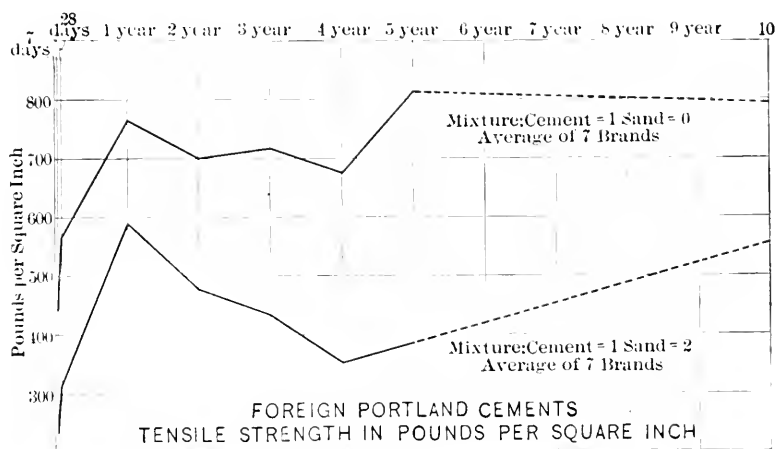 28
7 days 1 year 2 year 3 year 4 year 5 year 6 year 7 year 8 year 9 year 10
days
800
700
600
500
400
300
Pounds per Square Inch
Mixture:Cement = 1 Sand = 0
Average of 7 Brands
Mixture:Cement = 1 Sand = 2
Average of 7 Brands
FOREIGN PORTLAND CEMENTS
TENSILE STRENGTH IN POUNDS PER SQUARE INCH